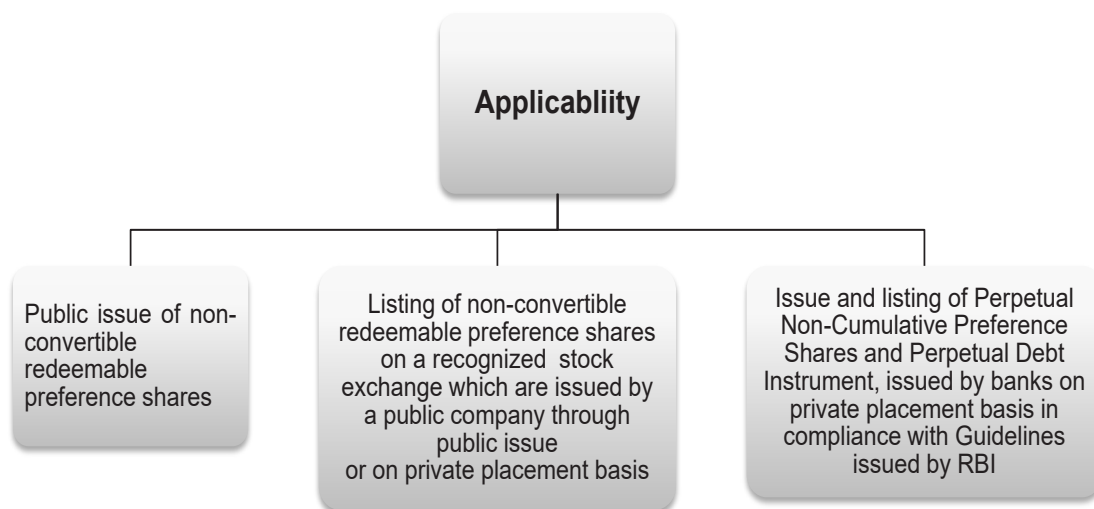 Applicabliity
Public issue of non-
convertible
redeemable
preference shares
Listing of non-convertible
redeemable preference shares
on a recognized stock
exchange which are issued by
a public company through
public issue
or on private placement basis
Issue and listing of Perpetual
Non-Cumulative Preference
Shares and Perpetual Debt
Instrument, issued by banks on
private placement basis in
compliance with Guidelines
issued by RBI